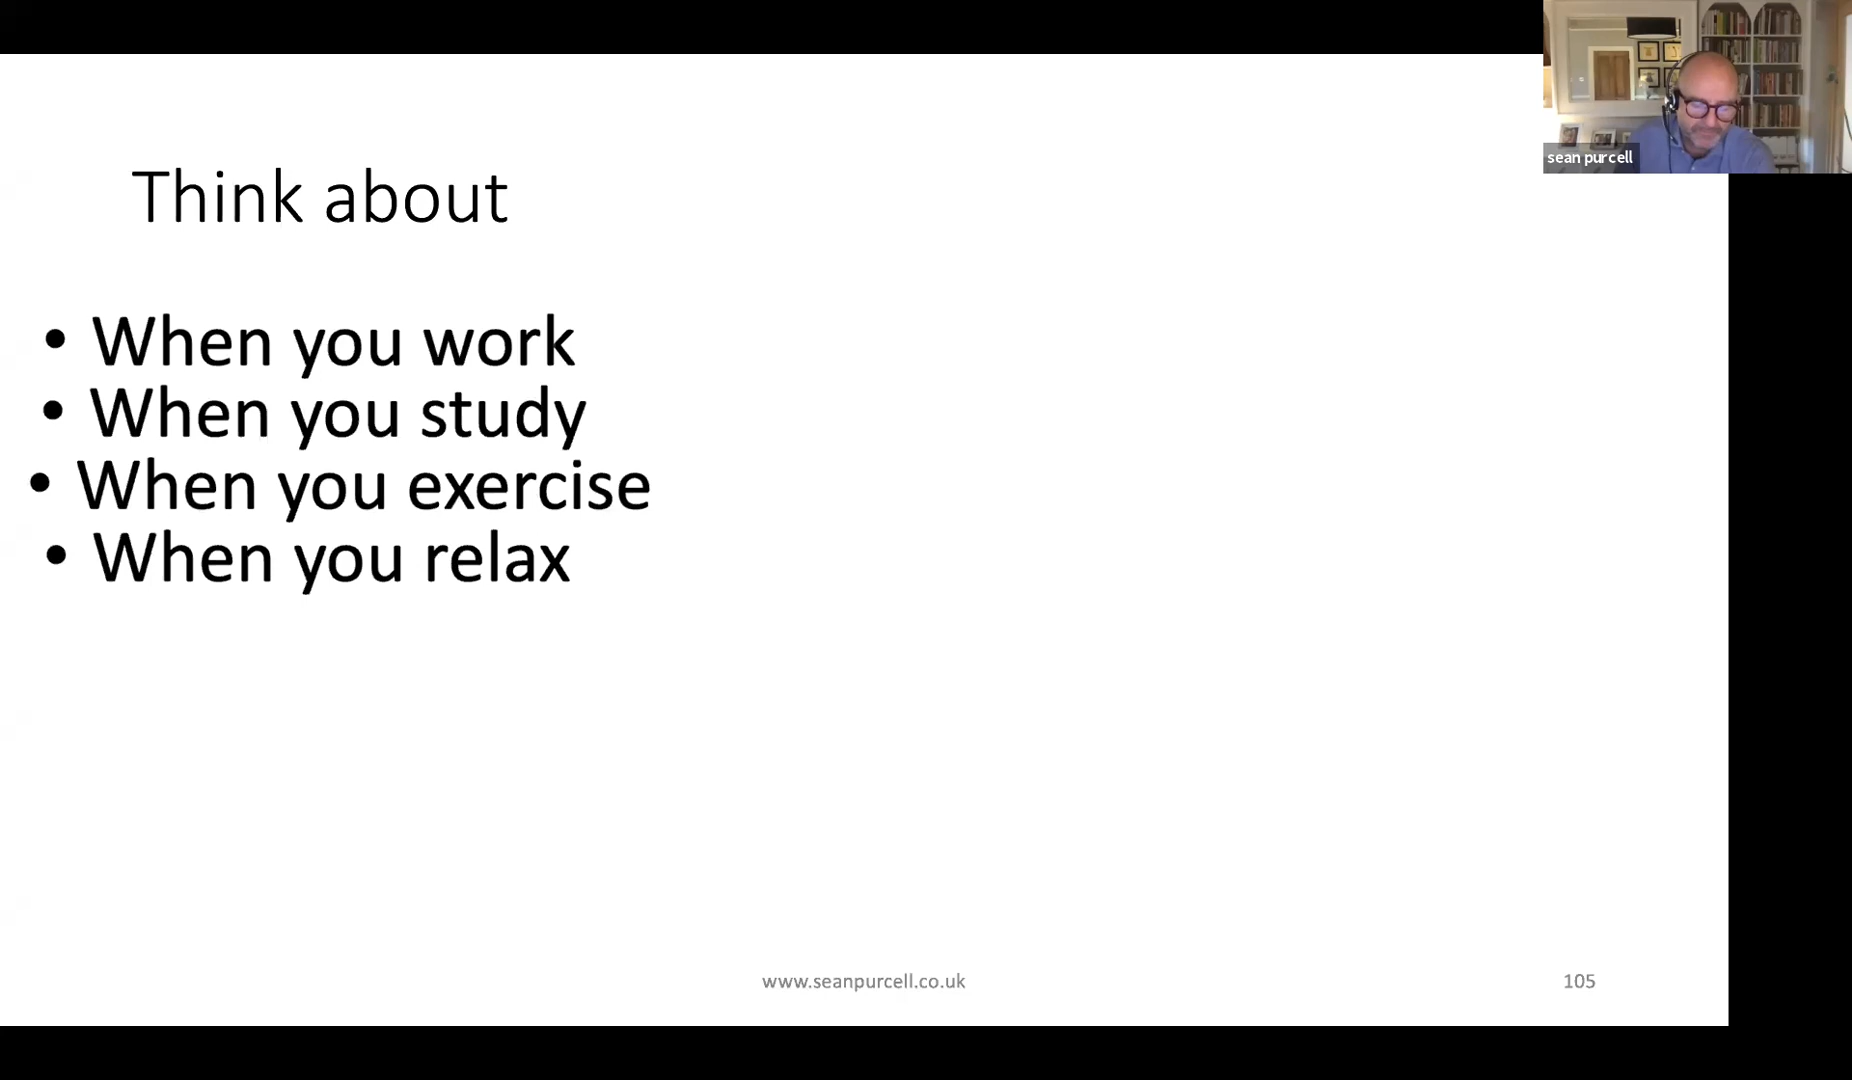 sean purcell
Think about
• When you work
• When you study
• When you exercise
• When you relax
www.seanpurcell.co.uk
105